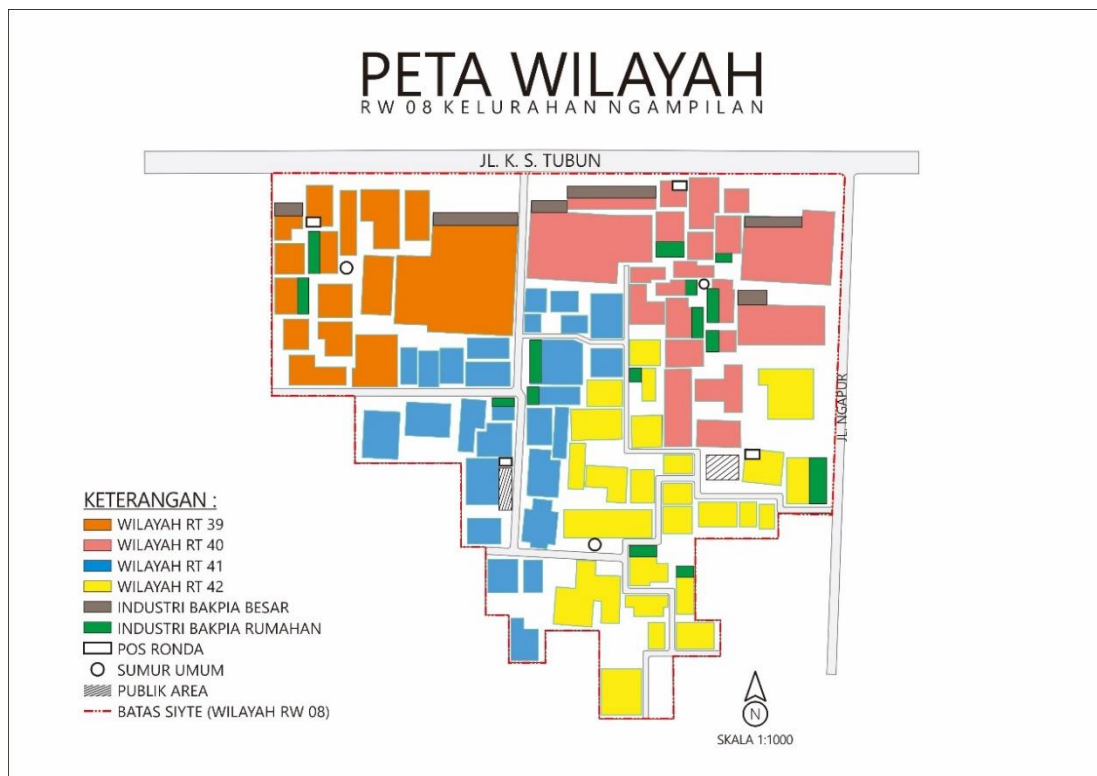 PETA WILAYAH
RW 08 KELURAHAN NGAMPILAN
JL. K. S. TUBUN
JL. NGAPUR
KETERANGAN :
WILAYAH RT 39
WILAYAH RT 40
WILAYAH RT 41
WILAYAH RT 42
INDUSTRI BAKPIA BESAR
INDUSTRI BAKPIA RUMAHAN
POS RONDA
SUMUR UMUM
PUBLIK AREA
BATAS SIYTE (WILAYAH RW 08)
N
SKALA 1:1000